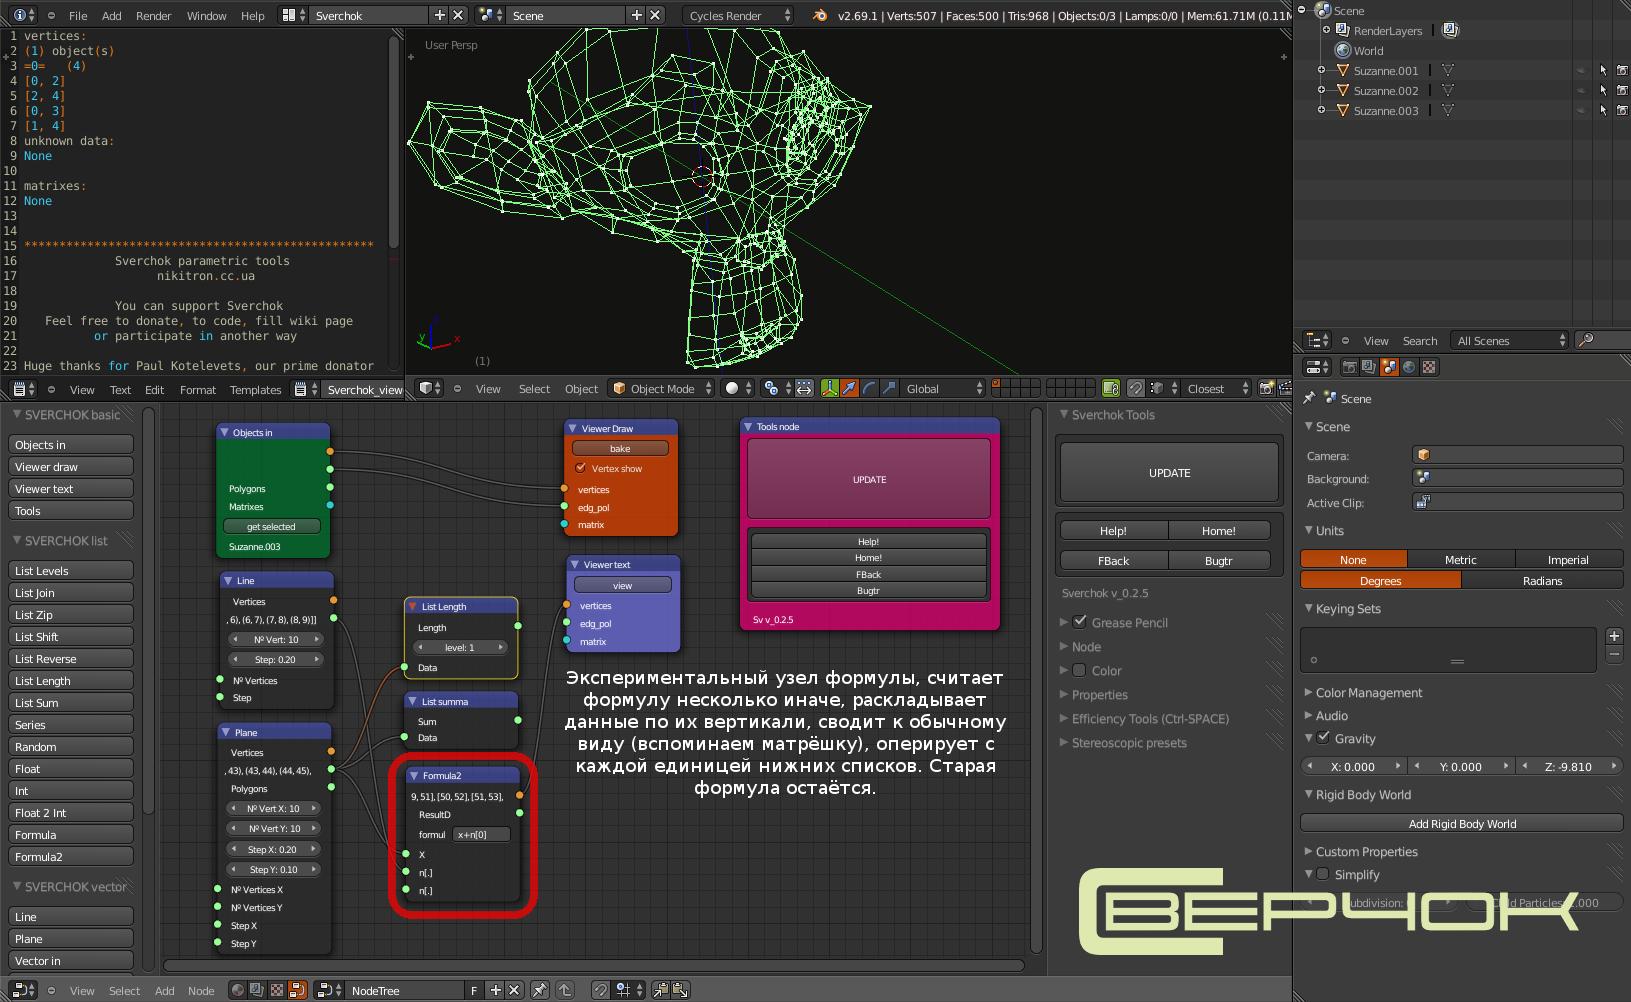 File Add Render Window Help
Sverchok
Scene
Cycles Render
v2.69.1 | Verts:507 | Faces:500 | Tris:968 | Objects:0/3 | Lamps:0/0 | Mem:61.71M (0.11M
1 vertices:
2 (1) object(s)
3 =0= (4)
4 [0, 2]
5 [2, 4]
6 [0, 3]
7 [1, 4]
8 unknown data:
9 None
10
11 matrixes:
12 None
13
14
15 **************************************************
16 Sverchok parametric tools
17 nikitron.cc.ua
18
19 You can support Sverchok
20 Feel free to donate, to code, fill wiki page
21 or participate in another way
22
23 Huge thanks for Paul Kotelevets, our prime donator
View Text Edit Format Templates Sverchok_view
User Persp
y x
(1)
View Select Object Object Mode Global Closest
Scene
RenderLayers
World
Suzanne.001
Suzanne.002
Suzanne.003
View Search All Scenes
SVERCHOK basic
Objects in
Viewer draw
Viewer text
Tools
SVERCHOK list
List Levels
List Join
List Zip
List Shift
List Reverse
List Length
List Sum
Series
Random
Float
Int
Float 2 Int
Formula
Formula2
SVERCHOK vector
Line
Plane
Vector in
Objects in
Polygons
Matrixes
get selected
Suzanne.003
Line
Vertices
, 6), (6, 7), (7, 8), (8, 9)]]
Nº Vert: 10
Step: 0.20
Nº Vertices
Step
Plane
Vertices
, 43), (43, 44), (44, 45),
Polygons
Nº Vert X: 10
Nº Vert Y: 10
Step X: 0.20
Step Y: 0.10
Nº Vertices X
Nº Vertices Y
Step X
Step Y
List Length
Length
level: 1
Data
List summa
Sum
Data
Formula2
9, 51], [50, 52], [51, 53],
ResultD
formul x+n[0]
X
n[.]
n[.]
Viewer Draw
bake
Vertex show
vertices
edg_pol
matrix
Viewer text
view
vertices
edg_pol
matrix
Tools node
UPDATE
Help!
Home!
FBack
Bugtr
Sv v_0.2.5
Экспериментальный узел формулы, считает
формулу несколько иначе, раскладывает
данные по их вертикали, сводит к обычному
виду (вспоминаем матрёшку), оперирует с
каждой единицей нижних списков. Старая
формула остаётся.
Sverchok Tools
UPDATE
Help! Home!
FBack Bugtr
Sverchok v_0.2.5
Grease Pencil
Node
Color
Properties
Efficiency Tools (Ctrl-SPACE)
Stereoscopic presets
Scene
Scene
Camera:
Background:
Active Clip:
Units
None Metric Imperial
Degrees Radians
Keying Sets
Color Management
Audio
Gravity
X: 0.000 Y: 0.000 Z: -9.810
Rigid Body World
Add Rigid Body World
Custom Properties
Simplify
СВЕРЧОК
View Select Add Node NodeTree F